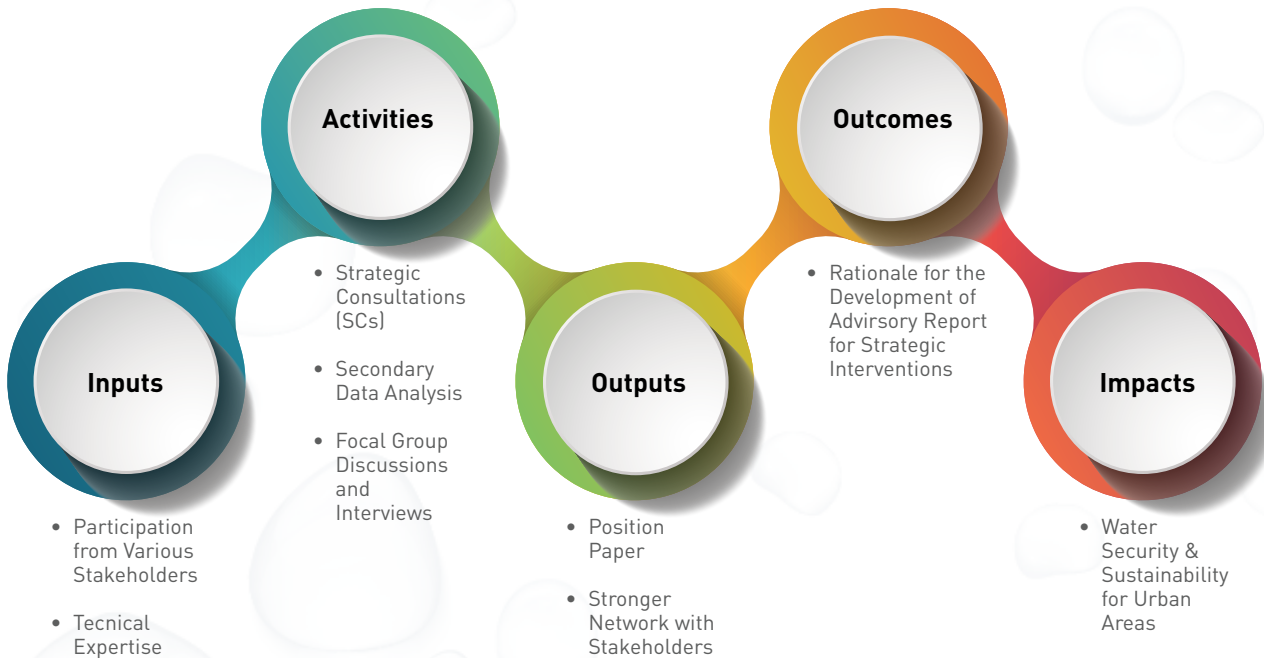 Inputs
• Participation
from Various
Stakeholders
• Tecnical
Expertise
Activities
• Strategic
Consultations
(SCs)
• Secondary
Data Analysis
• Focal Group
Discussions
and
Interviews
Outputs
• Position
Paper
• Stronger
Network with
Stakeholders
Outcomes
• Rationale for the
Development of
Advirsory Report
for Strategic
Interventions
Impacts
• Water
Security &
Sustainability
for Urban
Areas